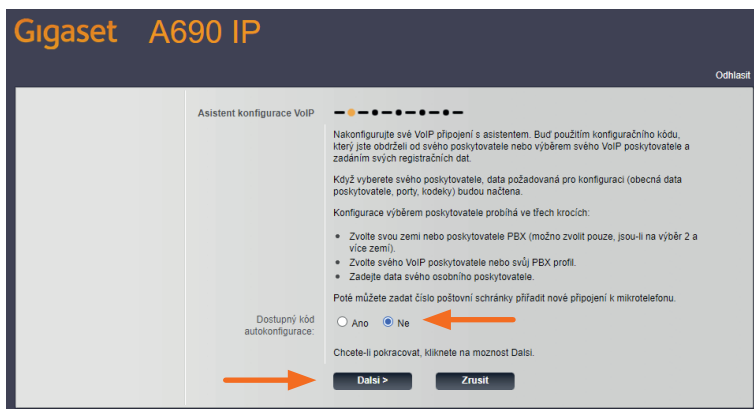 Gigaset A690 IP
Odhlasit
Asistent konfigurace VoIP
Nakonfigurujte své VoIP připojení s asistentem. Buď použitím konfiguračního kódu,
který jste obdrželi od svého poskytovatele nebo výběrem svého VoIP poskytovatele a
zadáním svých registračních dat.
Když vyberete svého poskytovatele, data požadovaná pro konfiguraci (obecná data
poskytovatele, porty, kodeky) budou načtena.
Konfigurace výběrem poskytovatele probíhá ve třech krocích:
Zvolte svou zemi nebo poskytovatele PBX (možno zvolit pouze, jsou-li na výběr 2 a
více zemí).
Zvolte svého VoIP poskytovatele nebo svůj PBX profil.
Zadejte data svého osobního poskytovatele.
Poté můžete zadat číslo poštovní schránky přiřadit nové připojení k mikrotelefonu.
Dostupný kód
autokonfigurace:
Ano Ne
Chcete-li pokracovat, kliknete na moznost Dalsi.
Dalsi > Zrusit